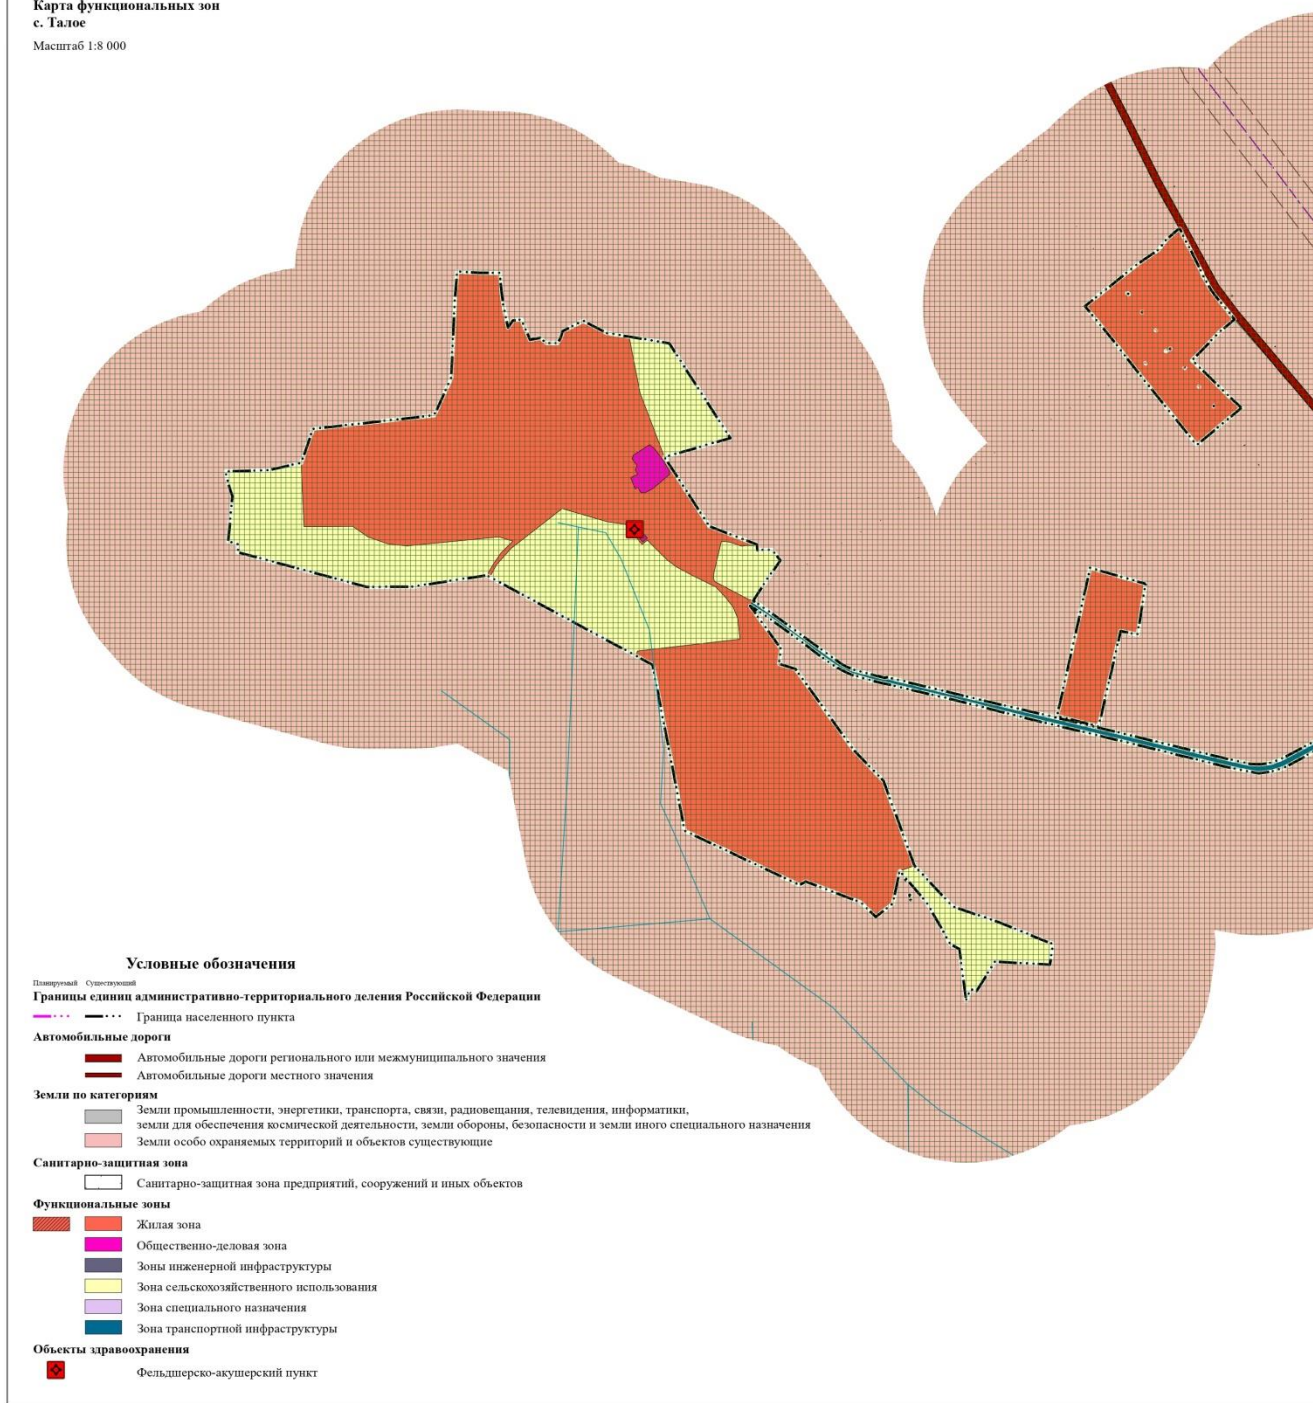 Карта функциональных зон
с. Талое
Масштаб 1:8 000
Условные обозначения
Планируемый Существующий
Границы единиц административно-территориального деления Российской Федерации
Граница населенного пункта
Автомобильные дороги
Автомобильные дороги регионального или межмуниципального значения
Автомобильные дороги местного значения
Земли по категориям
Земли промышленности, энергетики, транспорта, связи, радиовещания, телевидения, информатики,
земли для обеспечения космической деятельности, земли обороны, безопасности и земли иного специального назначения
Земли особо охраняемых территорий и объектов существующие
Санитарно-защитная зона
Санитарно-защитная зона предприятий, сооружений и иных объектов
Функциональные зоны
Жилая зона
Общественно-деловая зона
Зоны инженерной инфраструктуры
Зона сельскохозяйственного использования
Зона специального назначения
Зона транспортной инфраструктуры
Объекты здравоохранения
Фельдшерско-акушерский пункт